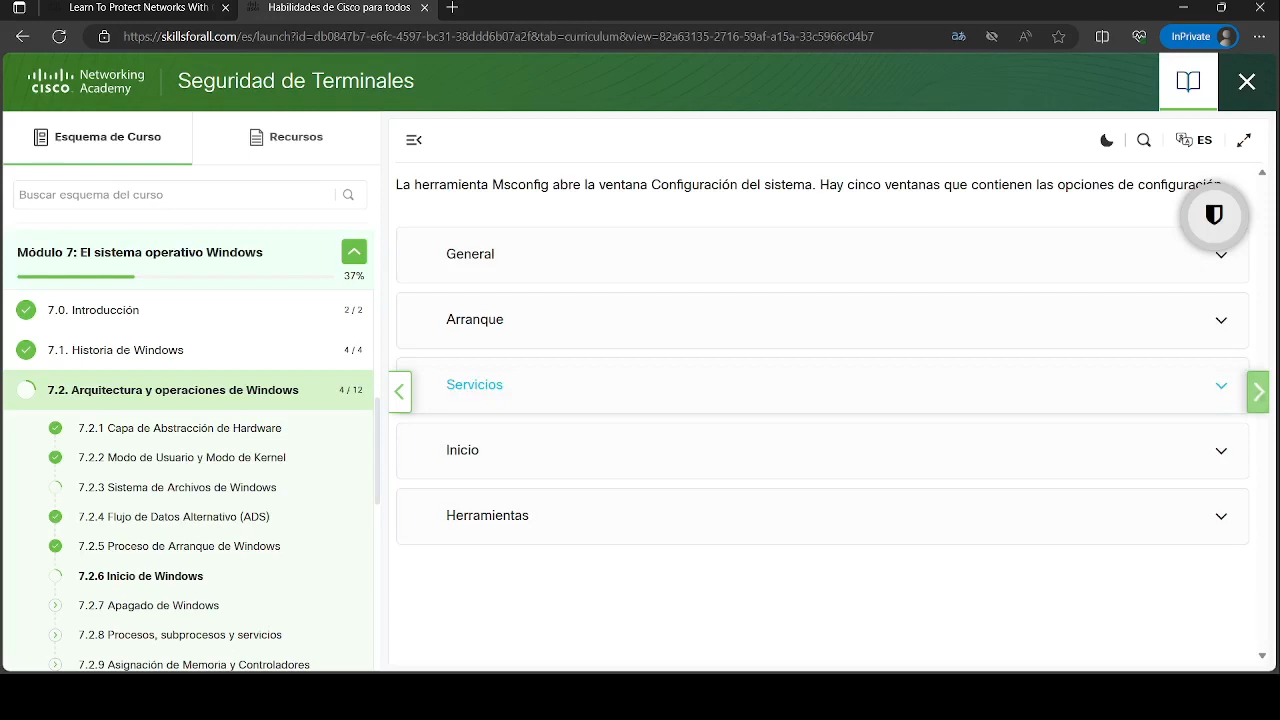 Learn To Protect Networks With
Habilidades de Cisco para todos
https://skillsforall.com/es/launch?id=db0847b7-e6fc-4597-bc31-38ddd6b07a2f&tab=curriculum&view=82a63135-2716-59af-a15a-33c5966c04b7
InPrivate
Networking
CISCO Academy
Seguridad de Terminales
Esquema de Curso
Recursos
ES
Buscar esquema del curso
La herramienta Msconfig abre la ventana Configuración del sistema. Hay cinco ventanas que contienen las opciones de configuración.
Módulo 7: El sistema operativo Windows
37%
7.0. Introducción 2 / 2
7.1. Historia de Windows 4 / 4
7.2. Arquitectura y operaciones de Windows 4 / 12
7.2.1 Capa de Abstracción de Hardware
7.2.2 Modo de Usuario y Modo de Kernel
7.2.3 Sistema de Archivos de Windows
7.2.4 Flujo de Datos Alternativo (ADS)
7.2.5 Proceso de Arranque de Windows
7.2.6 Inicio de Windows
7.2.7 Apagado de Windows
7.2.8 Procesos, subprocesos y servicios
7.2.9 Asignación de Memoria y Controladores
General
Arranque
Servicios
Inicio
Herramientas